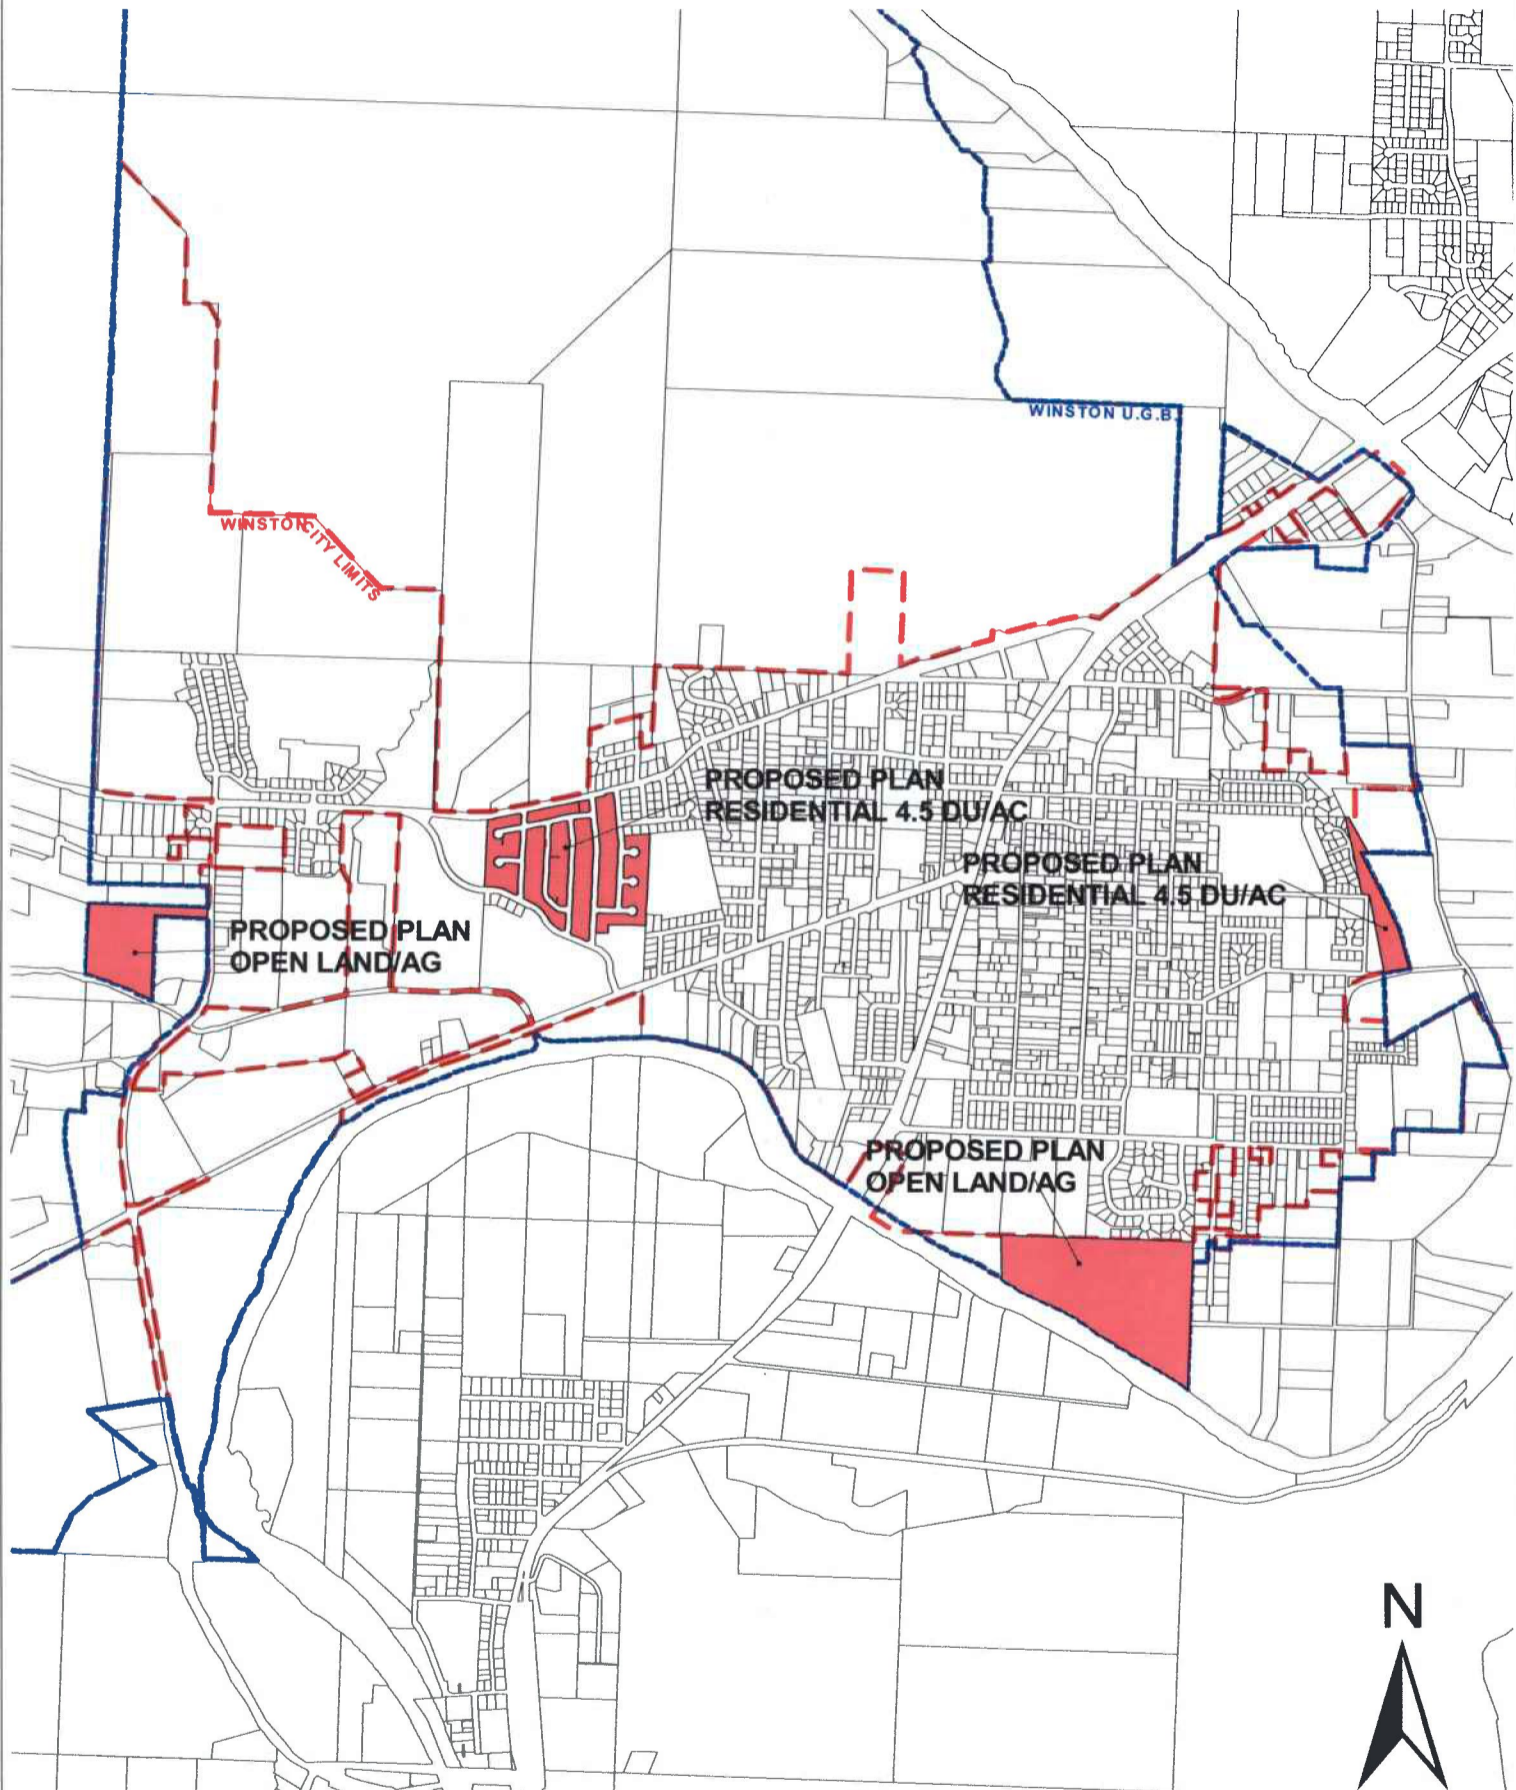 WINSTON U.G.B.
WINSTON CITY LIMITS
PROPOSED PLAN
RESIDENTIAL 4.5 DU/AC
PROPOSED PLAN
RESIDENTIAL 4.5 DU/AC
PROPOSED PLAN
OPEN LAND/AG
PROPOSED PLAN
OPEN LAND/AG
N